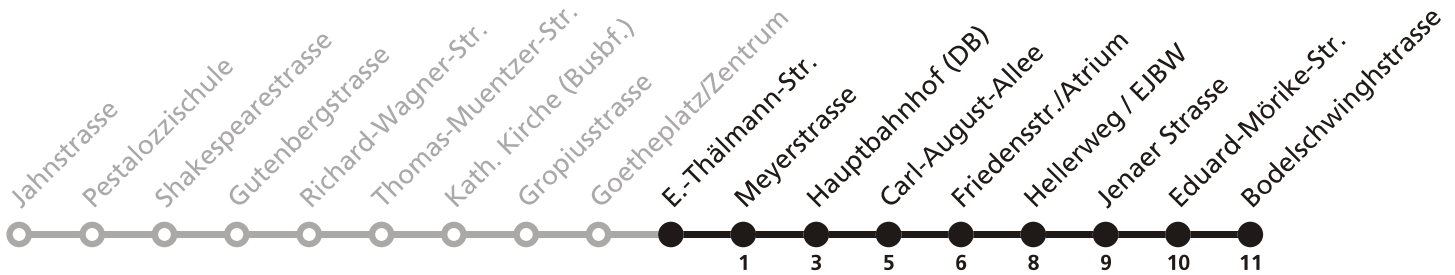 Jahnstrasse
Pestalozzischule
Shakespearestrasse
Gutenbergstrasse
Richard-Wagner-Str.
Thomas-Muentzer-Str.
Kath. Kirche (Busbf.)
Gropiusstrasse
Goetheplatz/Zentrum
E.-Thälmann-Str.
Meyerstrasse
Hauptbahnhof (DB)
Carl-August-Allee
Friedensstr./Atrium
Hellerweg / EJBW
Jenaer Strasse
Eduard-Mörike-Str.
Bodelschwinghstrasse
1 3 5 6 8 9 10 11